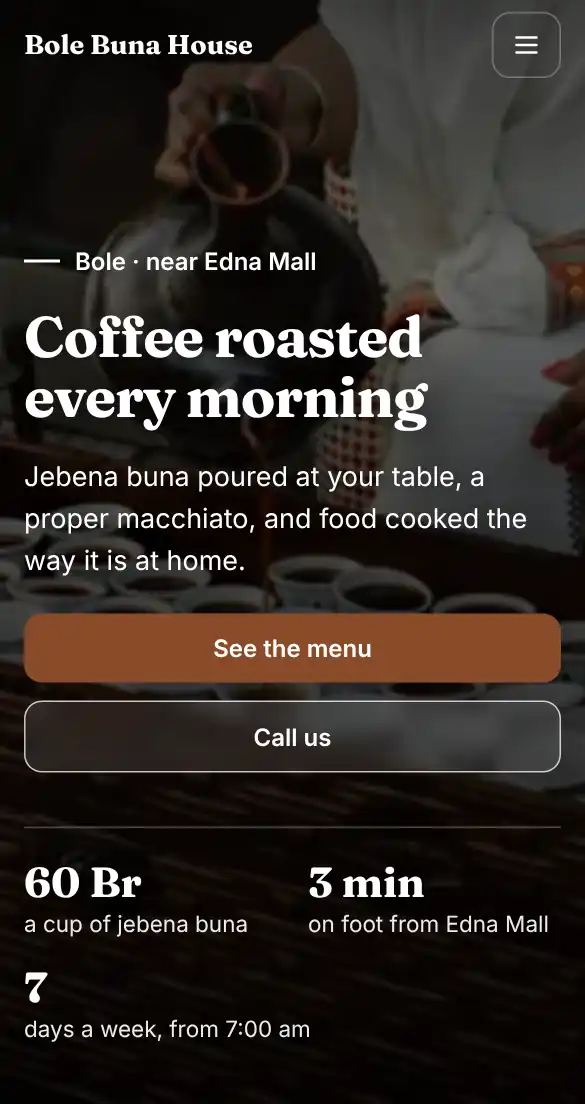 Bole Buna House
Bole · near Edna Mall
Coffee roasted
every morning
Jebena buna poured at your table, a
proper macchiato, and food cooked the
way it is at home.
See the menu
Call us
60 Br
a cup of jebena buna
3 min
on foot from Edna Mall
7
days a week, from 7:00 am